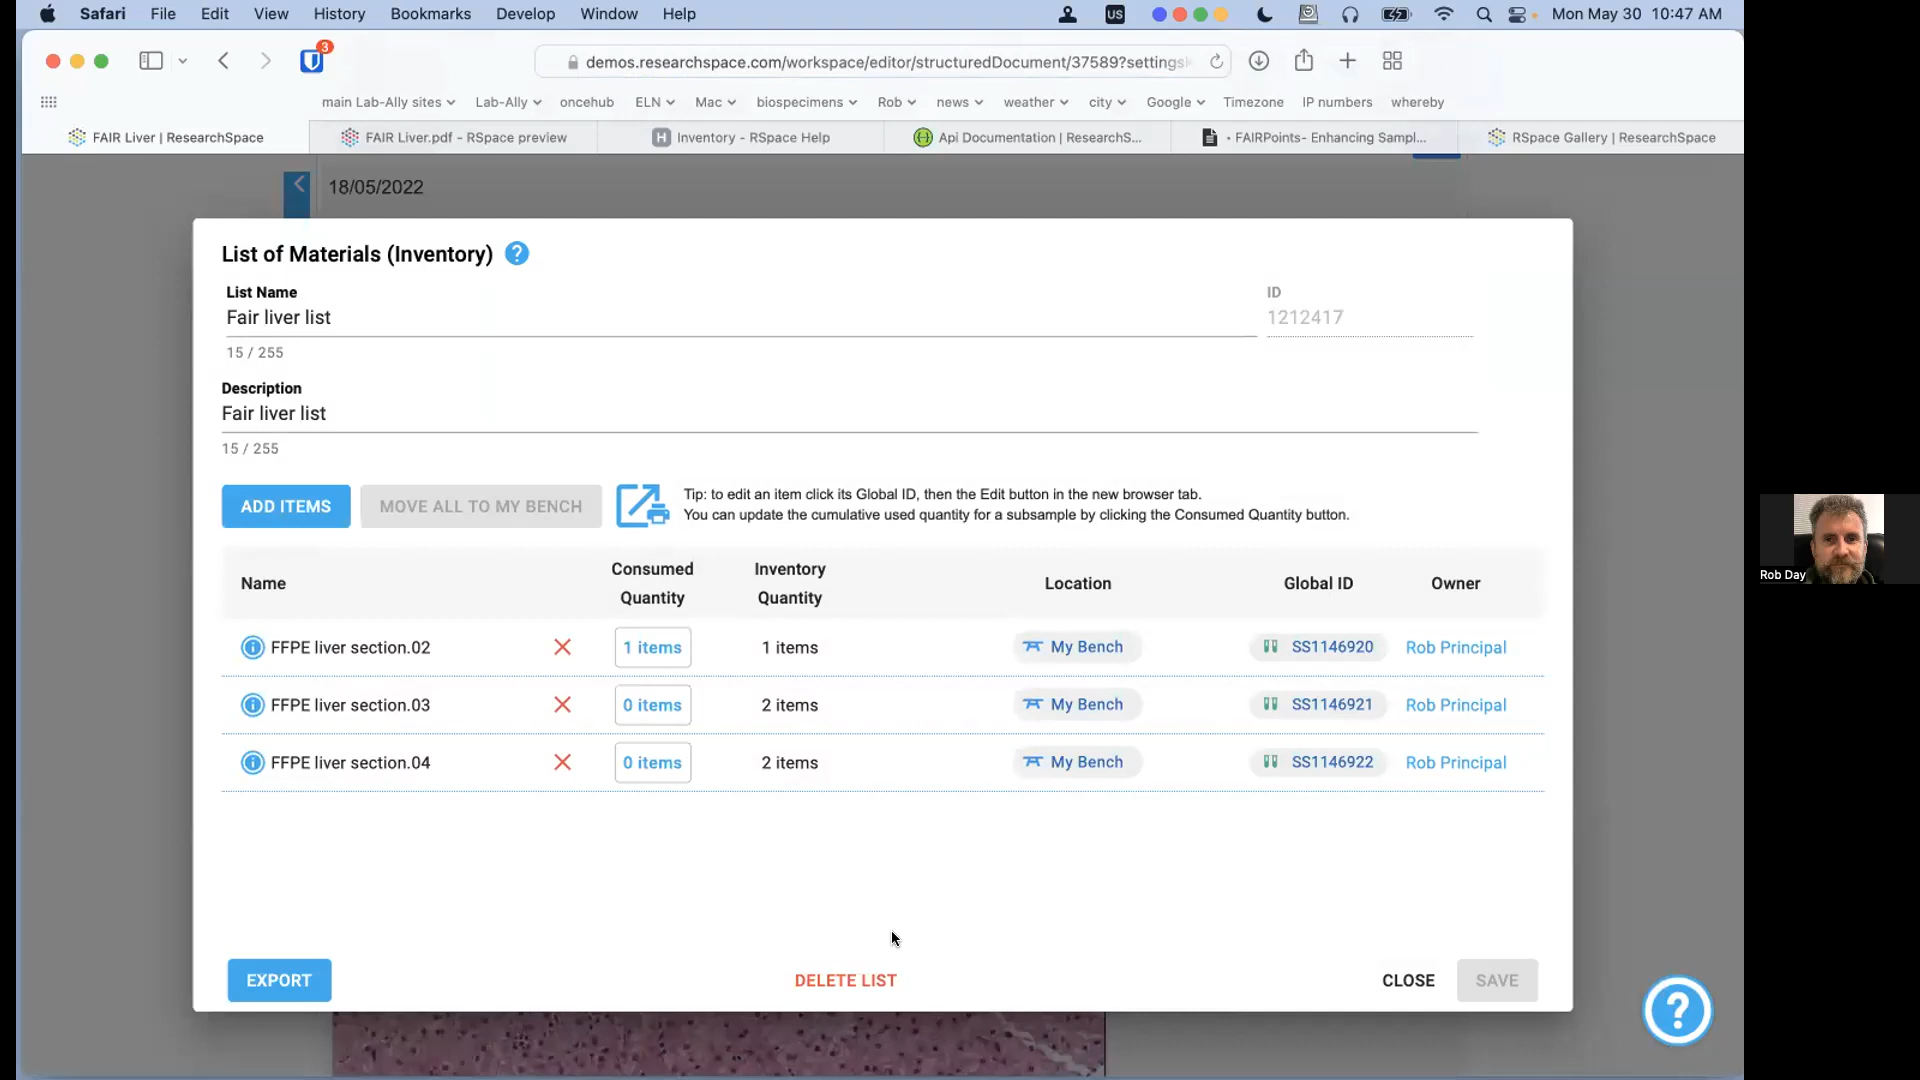 Safari File Edit View History Bookmarks Develop Window Help US Mon May 30 10:47 AM
3 demos.researchspace.com/workspace/editor/structuredDocument/37589?settings
main Lab-Ally sites Lab-Ally oncehub ELN Mac biospecimens Rob news weather city Google Timezone IP numbers whereby
FAIR Liver | ResearchSpace FAIR Liver.pdf - RSpace preview H Inventory - RSpace Help Api Documentation | ResearchS... • FAIRPoints- Enhancing Sampl... RSpace Gallery | ResearchSpace
18/05/2022
List of Materials (Inventory) ?
List Name ID
Fair liver list 1212417
15 / 255
Description
Fair liver list
15 / 255
ADD ITEMS MOVE ALL TO MY BENCH
Tip: to edit an item click its Global ID, then the Edit button in the new browser tab.
You can update the cumulative used quantity for a subsample by clicking the Consumed Quantity button.
Name Consumed Quantity Inventory Quantity Location Global ID Owner
FFPE liver section.02 1 items 1 items My Bench SS1146920 Rob Principal
FFPE liver section.03 0 items 2 items My Bench SS1146921 Rob Principal
FFPE liver section.04 0 items 2 items My Bench SS1146922 Rob Principal
EXPORT DELETE LIST CLOSE SAVE
?
Rob Day